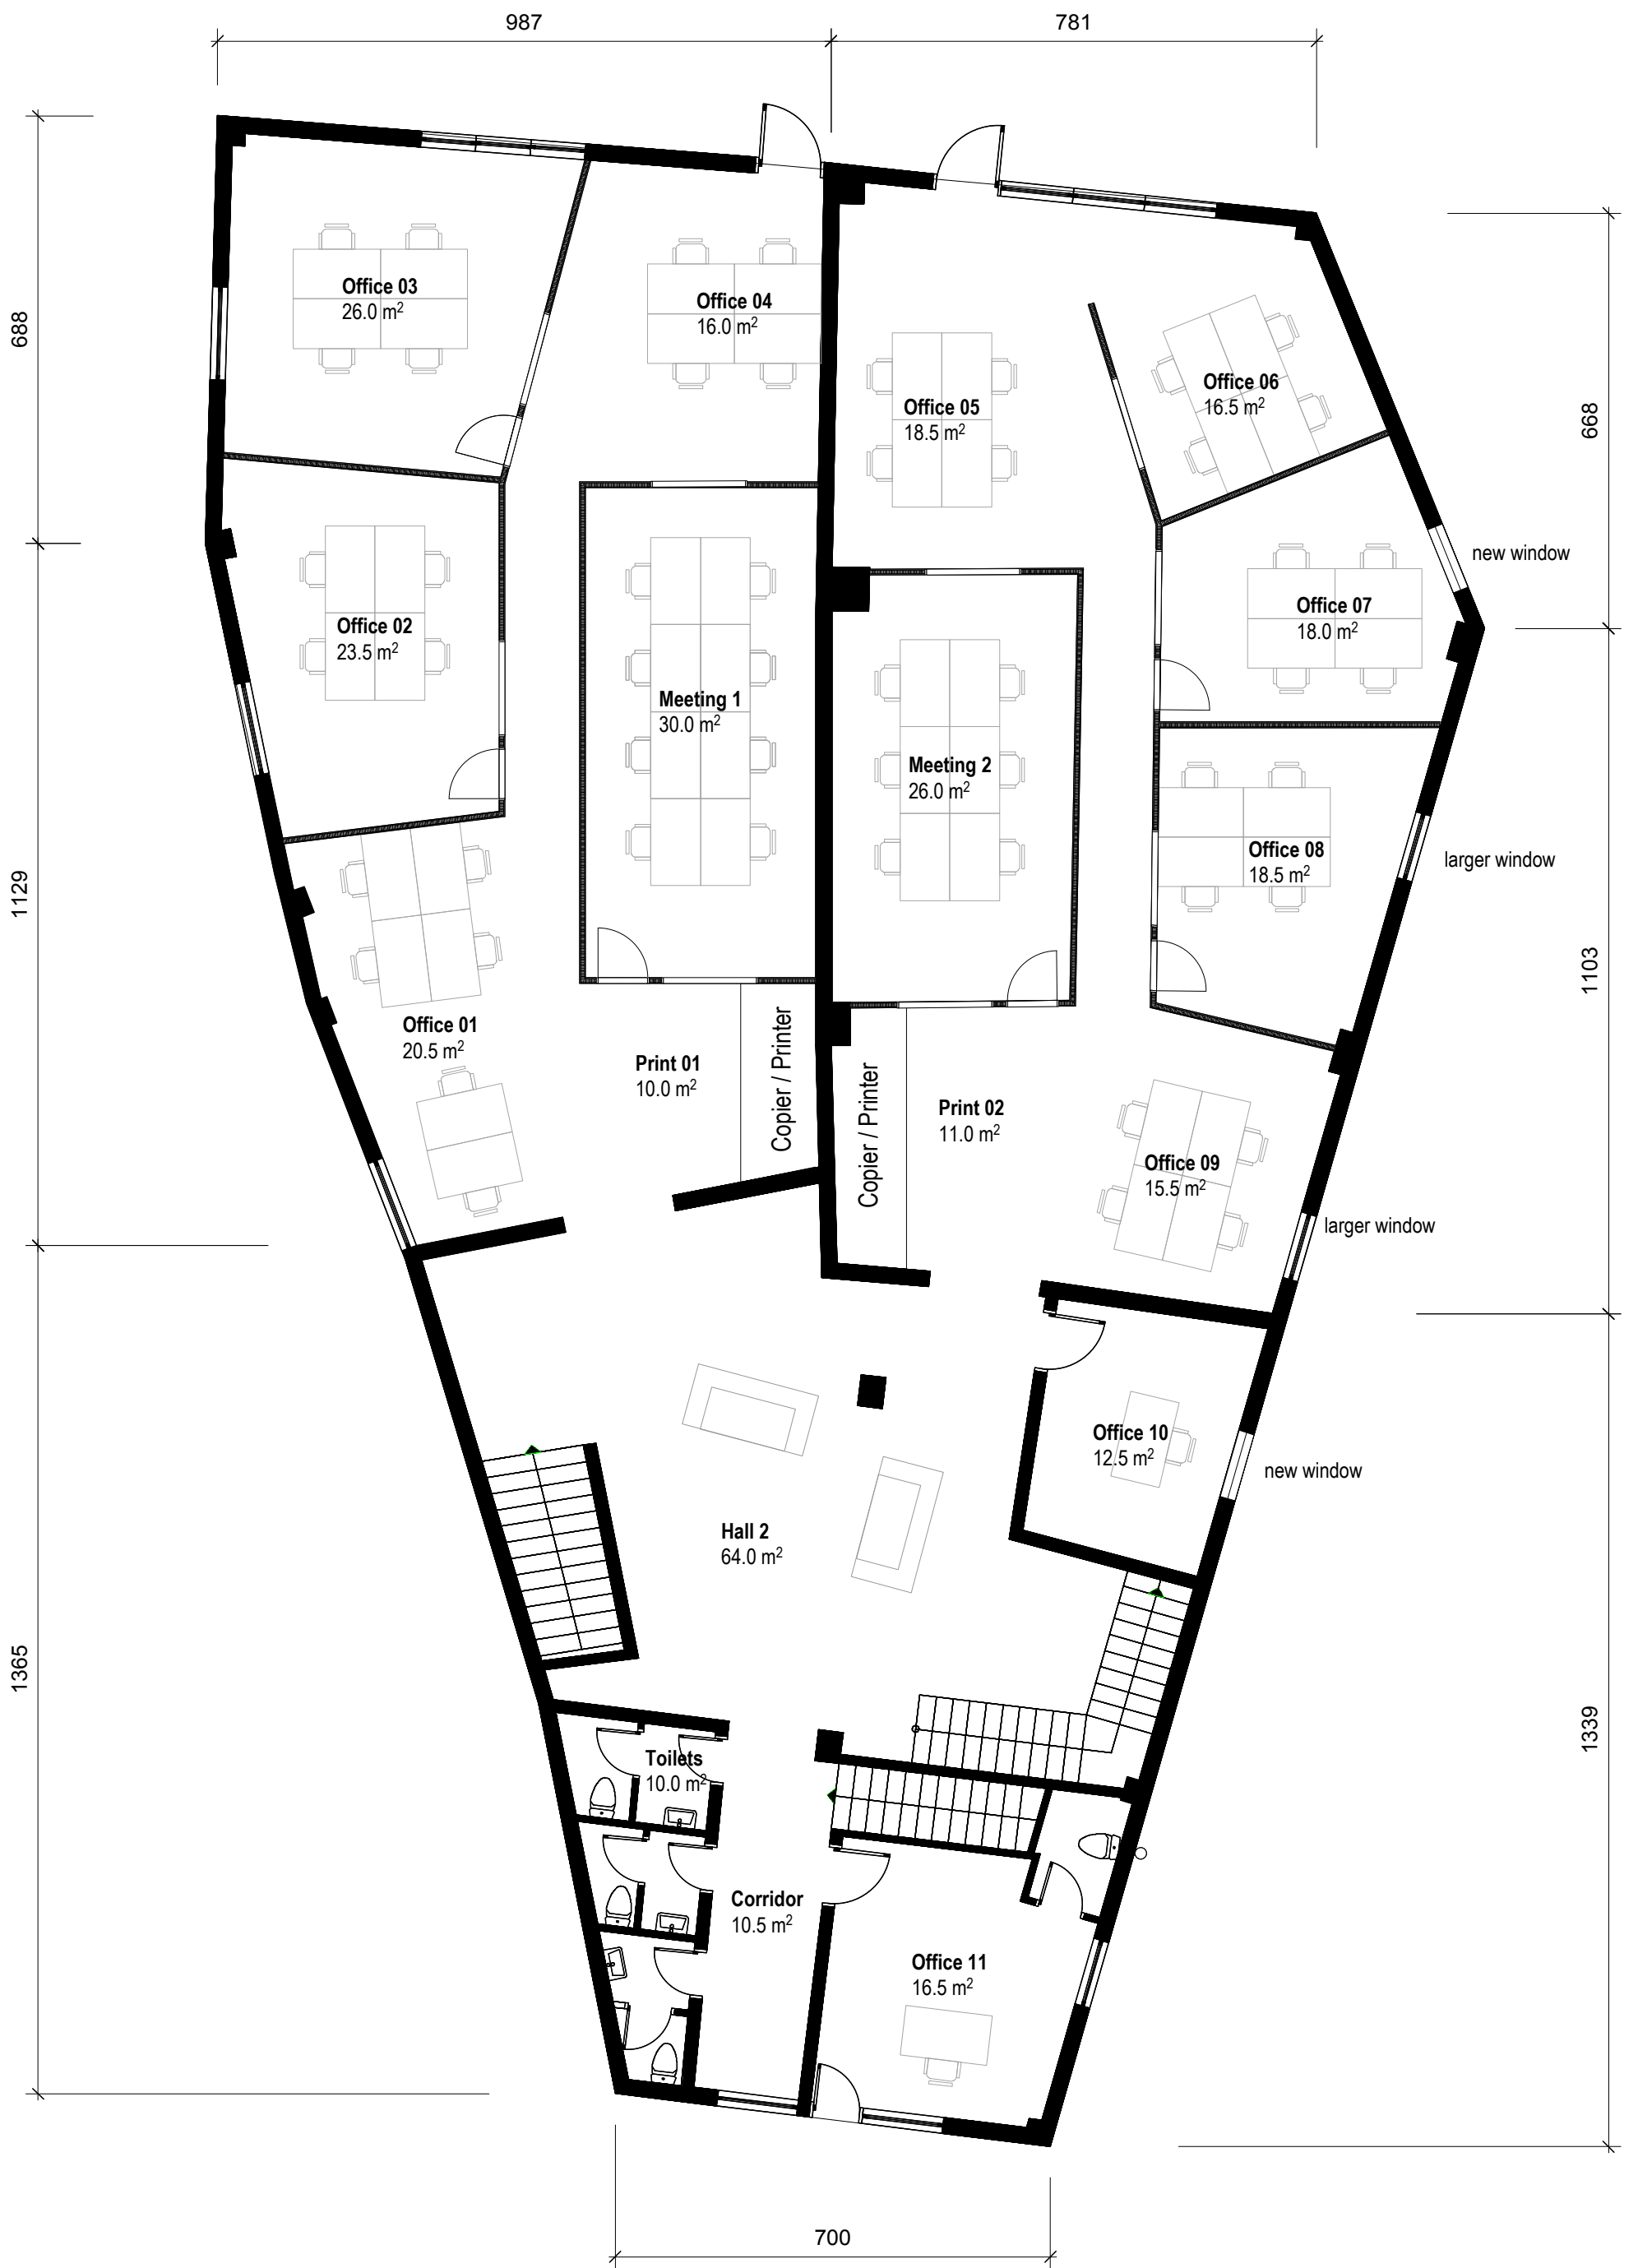 987
781
688
1129
1365
668
1103
1339
700
Office 03
26.0 m²
Office 04
16.0 m²
Office 05
18.5 m²
Office 06
16.5 m²
new window
Office 07
18.0 m²
Office 02
23.5 m²
Meeting 1
30.0 m²
Meeting 2
26.0 m²
Office 08
18.5 m²
larger window
Office 01
20.5 m²
Print 01
10.0 m²
Copier / Printer
Copier / Printer
Print 02
11.0 m²
Office 09
15.5 m²
larger window
Office 10
12.5 m²
new window
Hall 2
64.0 m²
Toilets
10.0 m²
Corridor
10.5 m²
Office 11
16.5 m²